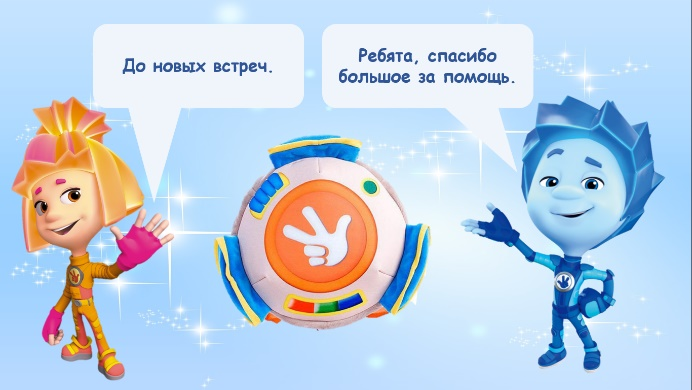 До новых встреч.
Ребята, спасибо
большое за помощь.